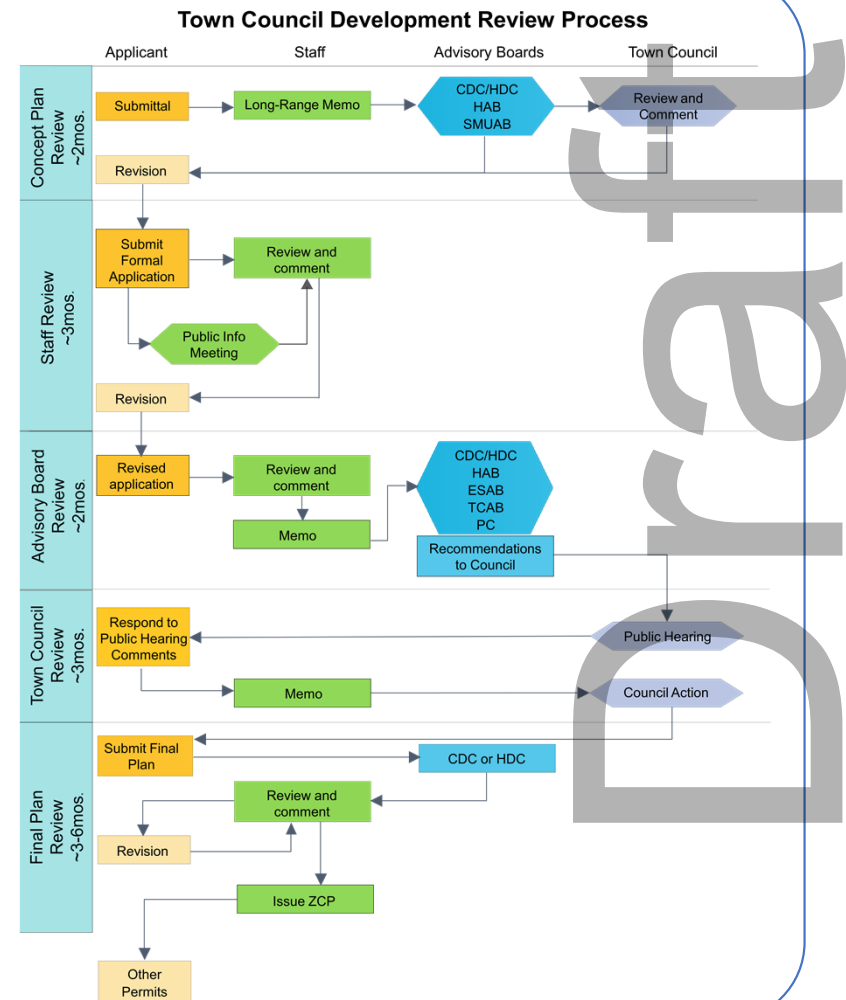 Town Council Development Review Process
Applicant
Staff
Advisory Boards
Town Council
Concept Plan
Review
~2mos.
Submittal
Long-Range Memo
CDC/HDC
HAB
SMUAB
Review and
Comment
Revision
Staff Review
~3mos.
Submit
Formal
Application
Review and
comment
Public Info
Meeting
Revision
Advisory Board
Review
~2mos.
Revised
application
Review and
comment
Memo
CDC/HDC
HAB
ESAB
TCAB
PC
Recommendations
to Council
Town Council
Review
~3mos.
Respond to
Public Hearing
Comments
Public Hearing
Memo
Council Action
Final Plan
Review
~3-6mos.
Submit Final
Plan
CDC or HDC
Review and
comment
Revision
Issue ZCP
Other
Permits
Draft